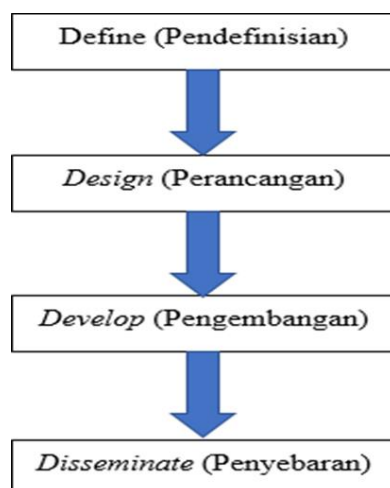 Define (Pendefinisian)
Design (Perancangan)
Develop (Pengembangan)
Disseminate (Penyebaran)